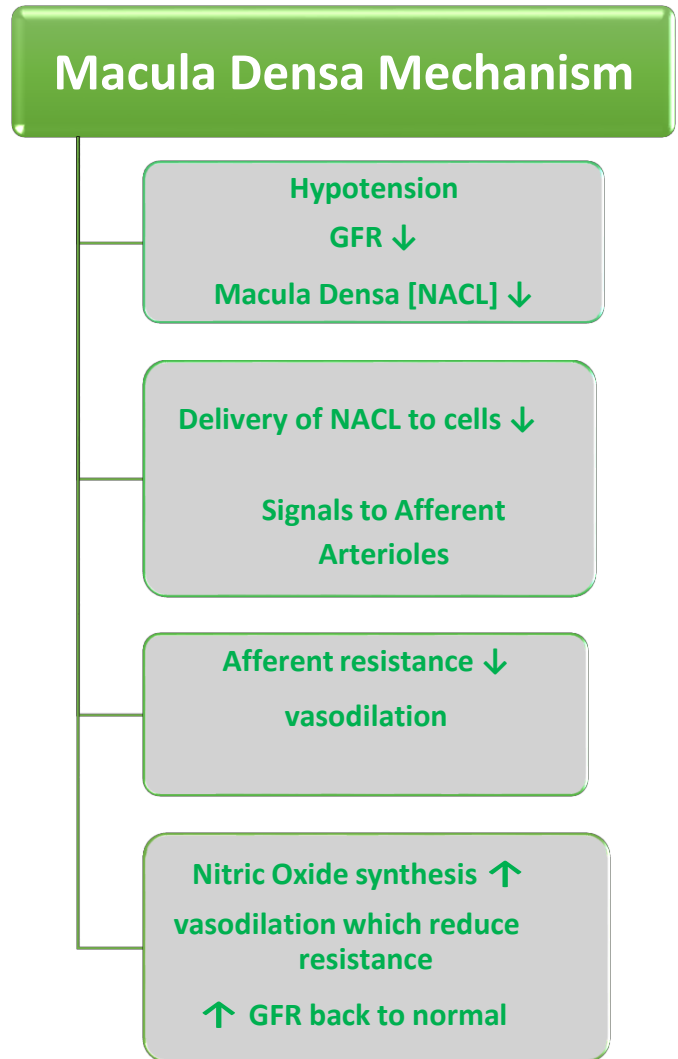 Macula Densa Mechanism
Hypotension
GFR ↓
Macula Densa [NACL] ↓
Delivery of NACL to cells ↓
Signals to Afferent
Arterioles
Afferent resistance ↓
vasodilation
Nitric Oxide synthesis ↑
vasodilation which reduce
resistance
↑ GFR back to normal